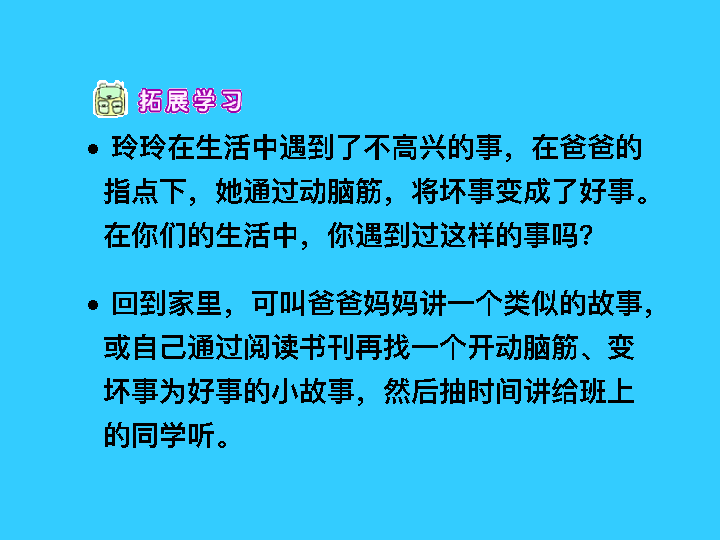 拓展学习
• 玲玲在生活中遇到了不高兴的事，在爸爸的
指点下，她通过动脑筋，将坏事变成了好事。
在你们的生活中，你遇到过这样的事吗？
• 回到家里，可叫爸爸妈妈讲一个类似的故事，
或自己通过阅读书刊再找一个开动脑筋、变
坏事为好事的小故事，然后抽时间讲给班上
的同学听。